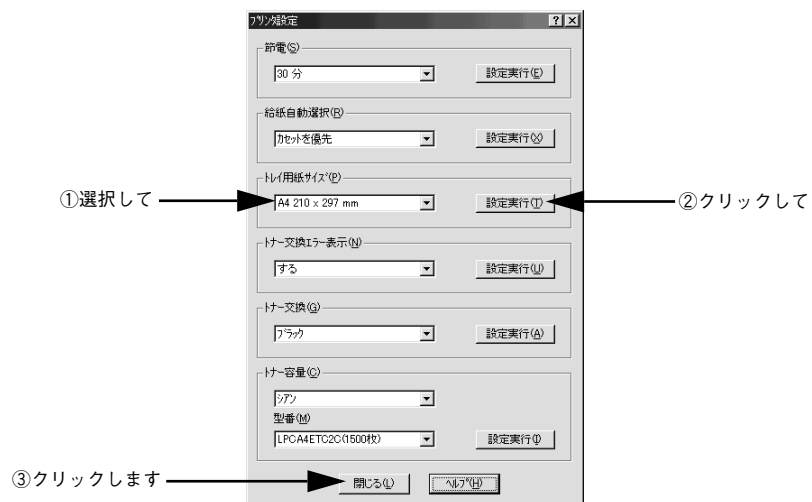 プリンタ設定
節電(S)
30 分
設定実行(E)
給紙自動選択(R)
カセットを優先
設定実行(X)
トレイ用紙サイズ(P)
①選択して
A4 210 x 297 mm
設定実行(T)
②クリックして
トナー交換エラー表示(N)
する
設定実行(U)
トナー交換(G)
ブラック
設定実行(A)
トナー容量(C)
シアン
型番(M)
LPCA4ETC2C(1500枚)
設定実行(I)
③クリックします
閉じる(L)
ヘルプ(H)